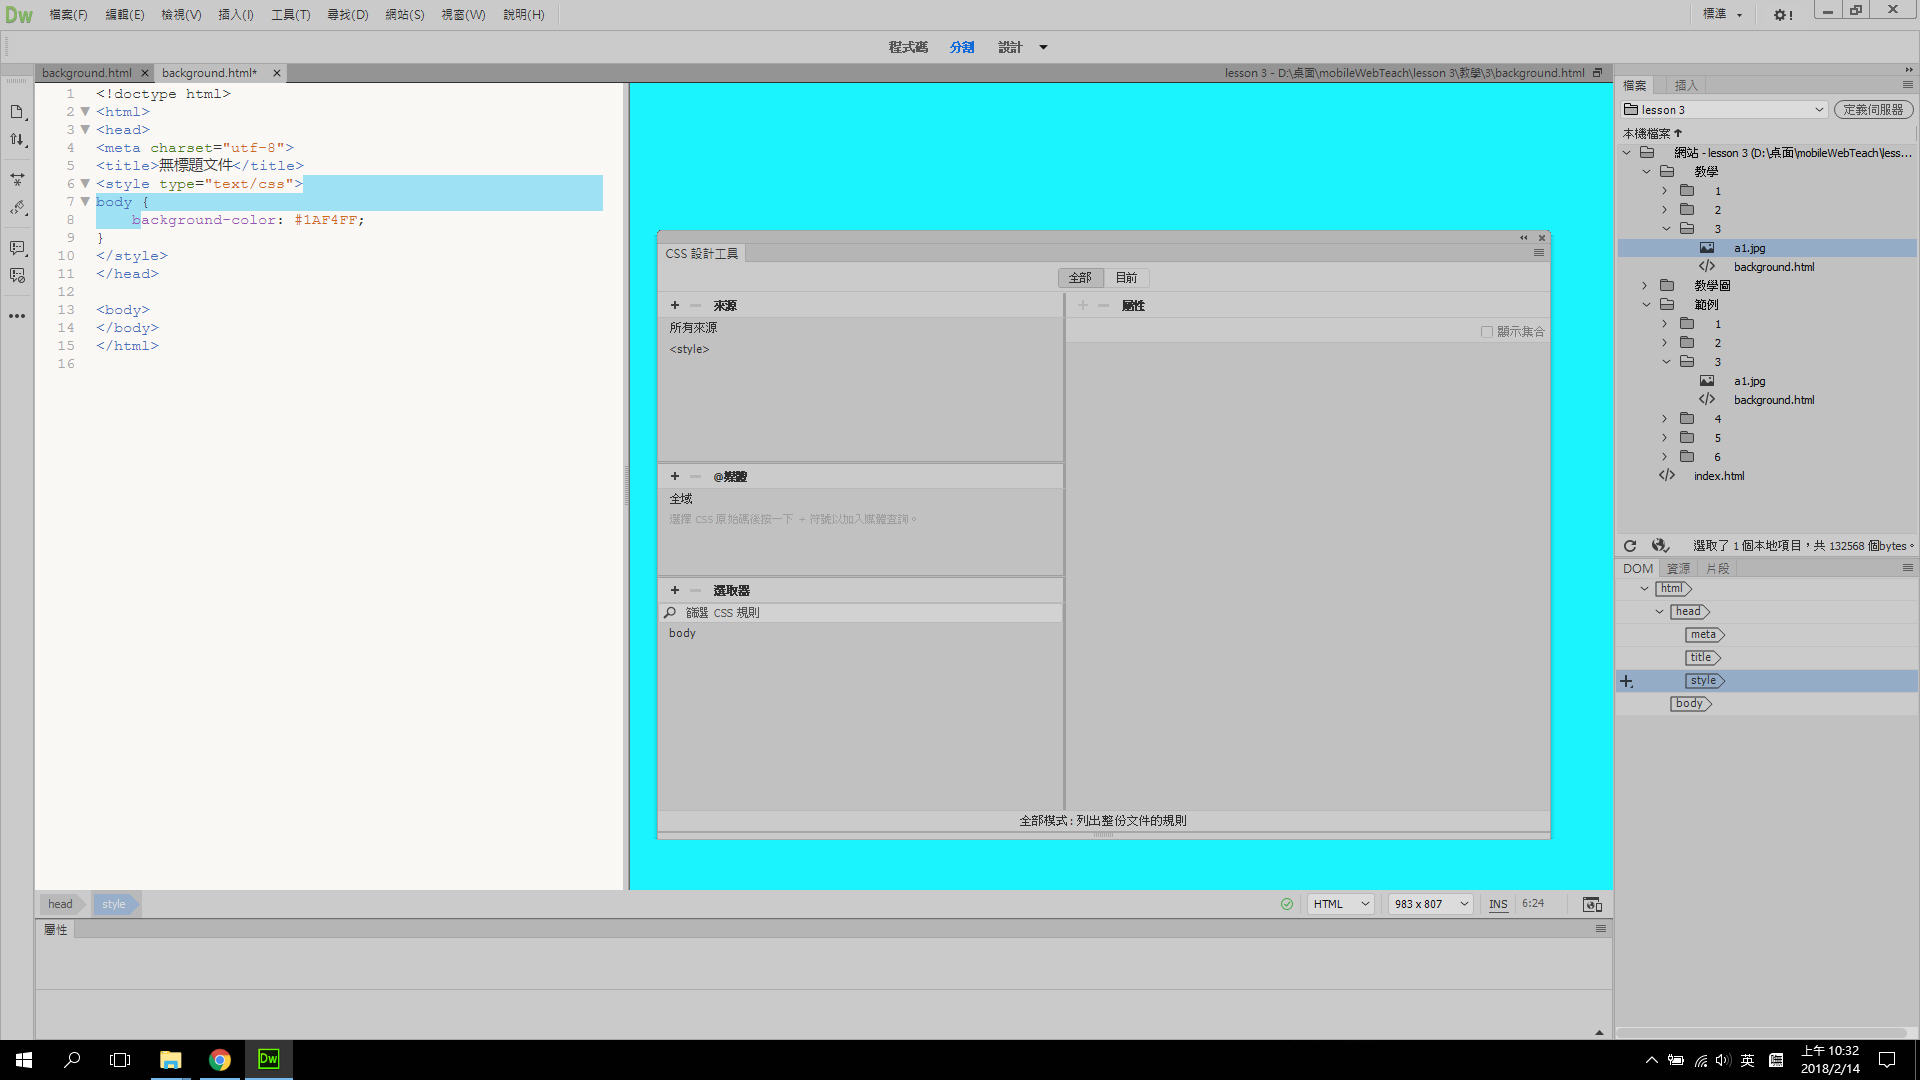 Dw 檔案(F) 編輯(E) 檢視(V) 插入(I) 工具(T) 尋找(D) 網站(S) 視窗(W) 說明(H) 標準
程式碼 分割 設計
background.html background.html* lesson 3 - D:\桌面\mobileWebTeach\lesson 3\教學\3\background.html
1 <!doctype html>
2 <html>
3 <head>
4 <meta charset="utf-8">
5 <title>無標題文件</title>
6 <style type="text/css">
7 body {
8 background-color: #1AF4FF;
9 }
10 </style>
11 </head>
12
13 <body>
14 </body>
15 </html>
16
CSS 設計工具
全部 目前
來源
所有來源
<style>
@媒體
全域
選擇 CSS 原始碼後按一下 + 符號以加入媒體查詢。
選取器
篩選 CSS 規則
body
屬性
顯示集合
全部模式 : 列出整份文件的規則
檔案 插入
lesson 3 定義伺服器
本機檔案
網站 - lesson 3 (D:\桌面\mobileWebTeach\less...
教學
1
2
3
a1.jpg
background.html
教學圖
範例
1
2
3
a1.jpg
background.html
4
5
6
index.html
選取了 1 個本地項目，共 132568 個bytes。
DOM 資源 片段
html
head
meta
title
style
body
head style HTML 983 x 807 INS 6:24
屬性
Dw 英 上午 10:32
2018/2/14